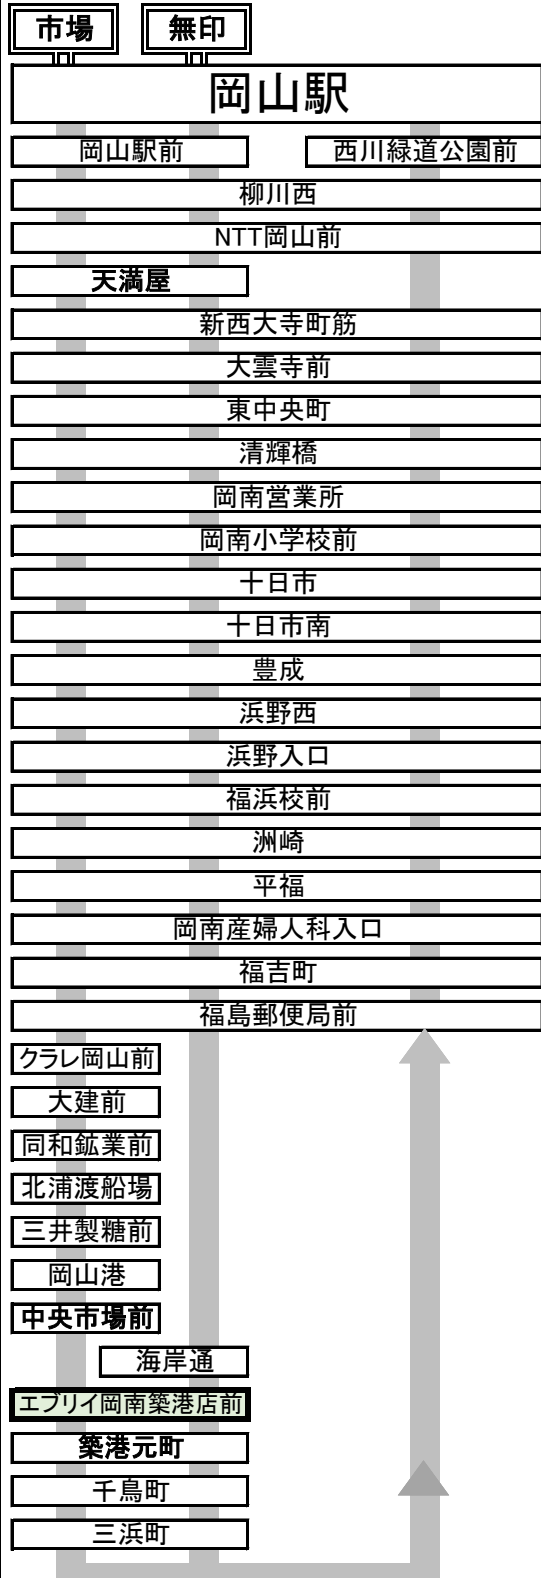 市場 無印
岡山駅
岡山駅前 西川緑道公園前
柳川西
NTT岡山前
天満屋
新西大寺町筋
大雲寺前
東中央町
清輝橋
岡南営業所
岡南小学校前
十日市
十日市南
豊成
浜野西
浜野入口
福浜校前
洲崎
平福
岡南産婦人科入口
福吉町
福島郵便局前
クラレ岡山前
大建前
同和鉱業前
北浦渡船場
三井製糖前
岡山港
中央市場前
海岸通
エブリイ岡南築港店前
築港元町
千鳥町
三浜町